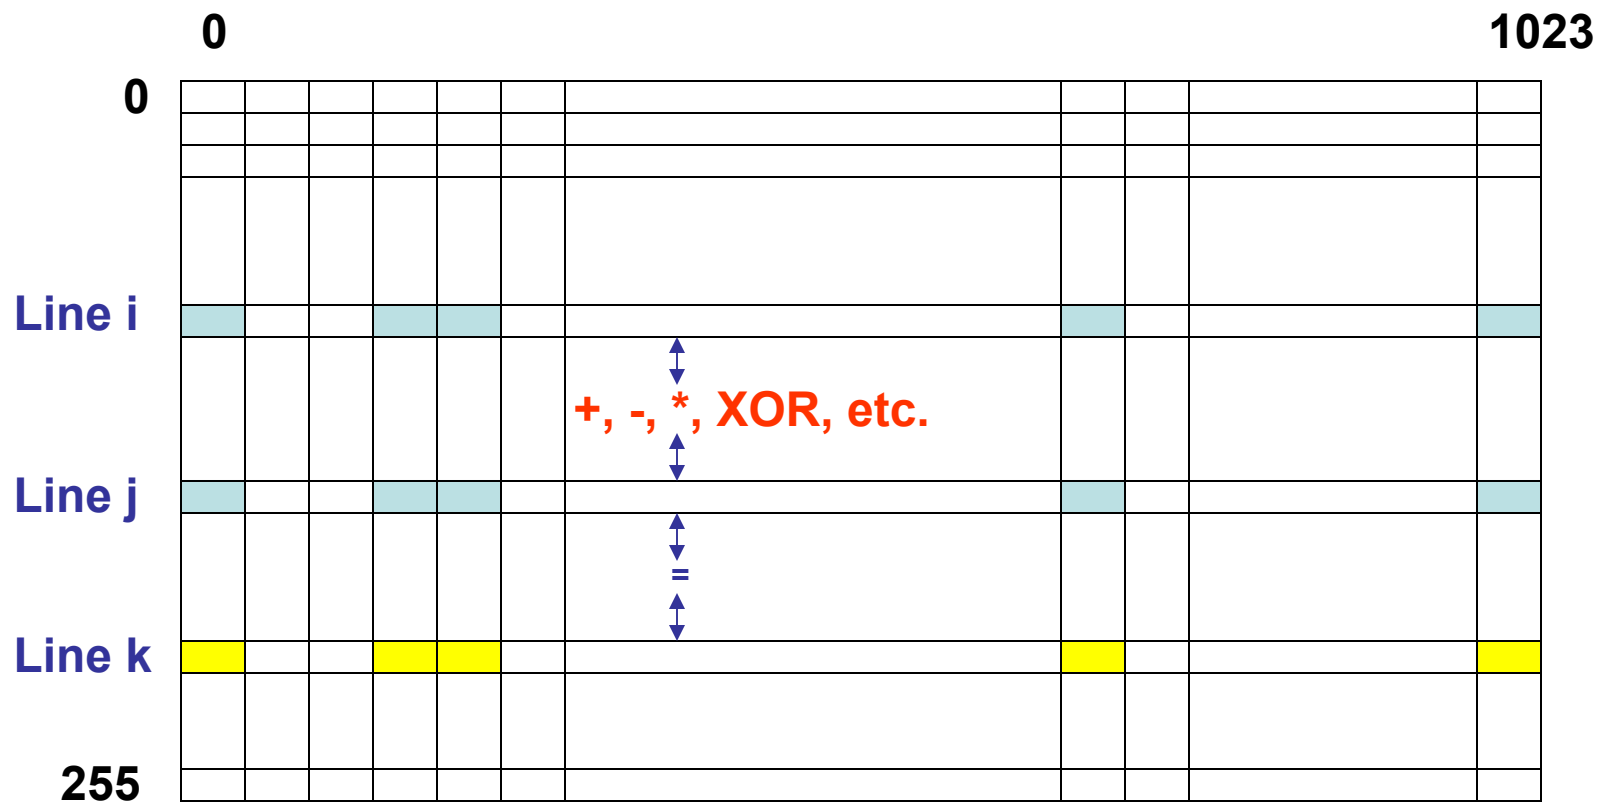 0 1023
0
Line i
+, -, *, XOR, etc.
Line j
=
Line k
255